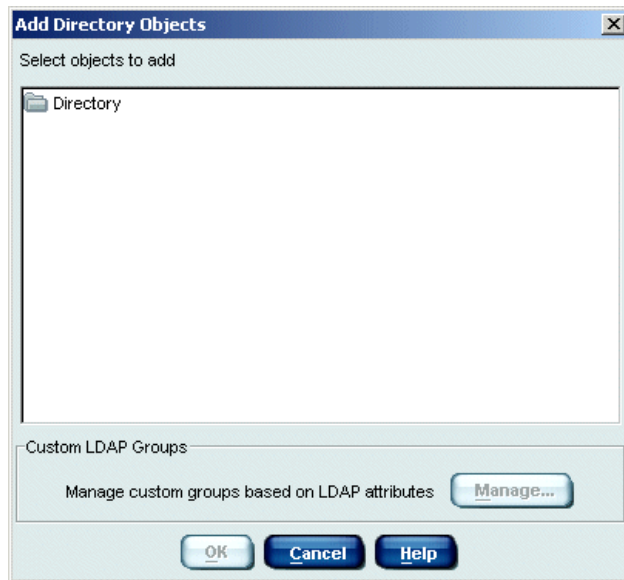 Add Directory Objects
Select objects to add
Directory
Custom LDAP Groups
Manage custom groups based on LDAP attributes
Manage...
OK
Cancel
Help